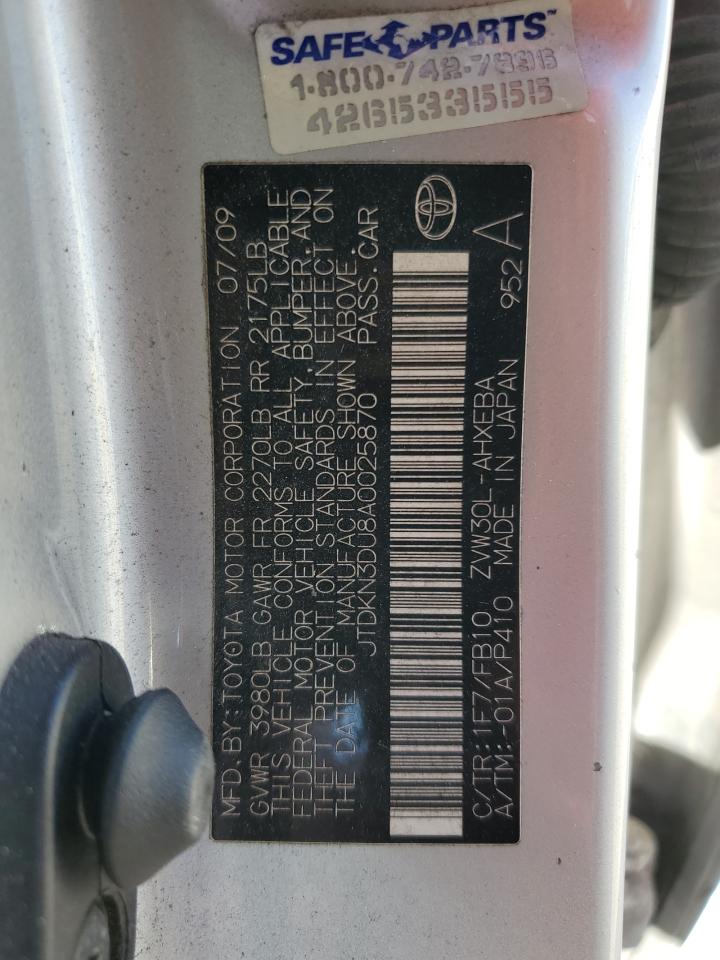 SAFE PARTS™
1-800-742-7896
426533555
MFD. BY: TOYOTA MOTOR CORPORATION 07/09
GVWR 3980LB GAWR FR 2270LB RR 2175LB
THIS VEHICLE CONFORMS TO ALL APPLICABLE
FEDERAL MOTOR VEHICLE SAFETY, BUMPER, AND
THEFT PREVENTION STANDARDS IN EFFECT ON
THE DATE OF MANUFACTURE SHOWN ABOVE.
JTDKN3DU8A0025870 PASS. CAR
C/TR: 1F7/FB10 ZVW30L-AHXEBA
A/TM: -01A/P410 MADE IN JAPAN 952 A